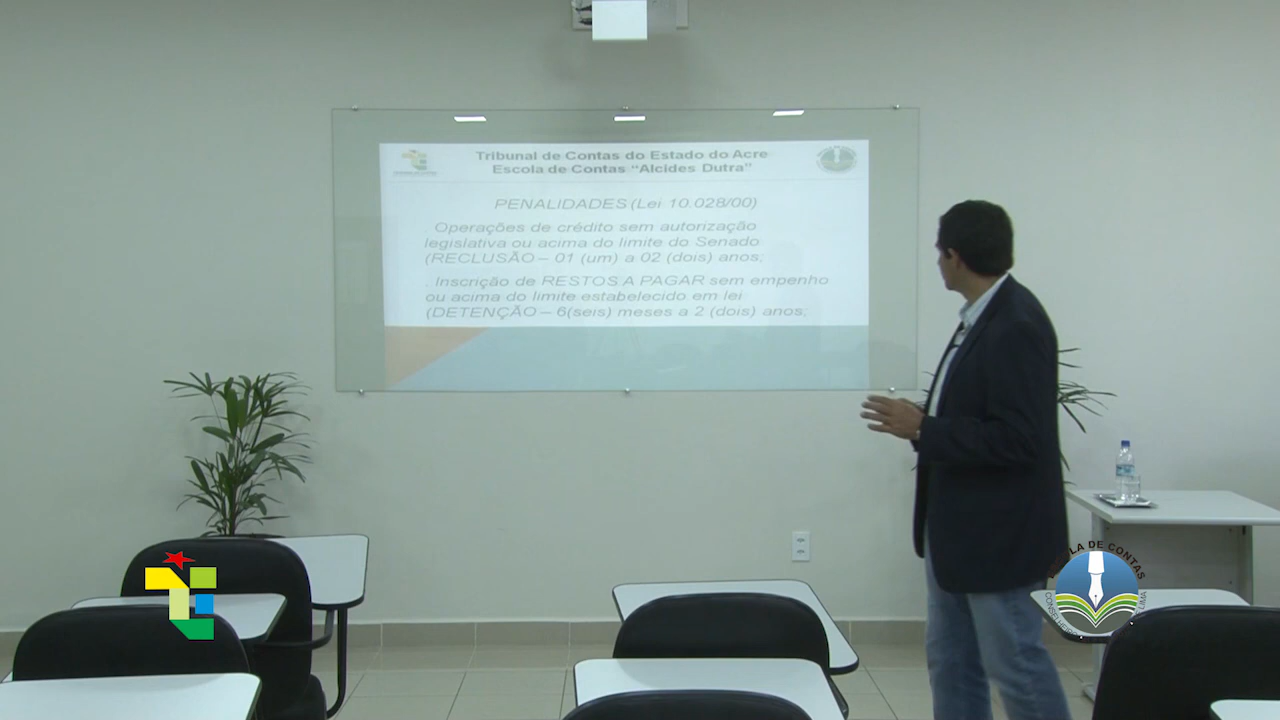 Tribunal de Contas do Estado do Acre
Escola de Contas “Alcides Dutra”
PENALIDADES (Lei 10.028/00)
Operações de crédito sem autorização
legislativa ou acima do limite do Senado
(RECLUSÃO – 01 (um) a 02 (dois) anos;
. Inscrição de RESTOS A PAGAR sem empenho
ou acima do limite estabelecido em lei
(DETENÇÃO – 6(seis) meses a 2 (dois) anos;
DE CONTAS